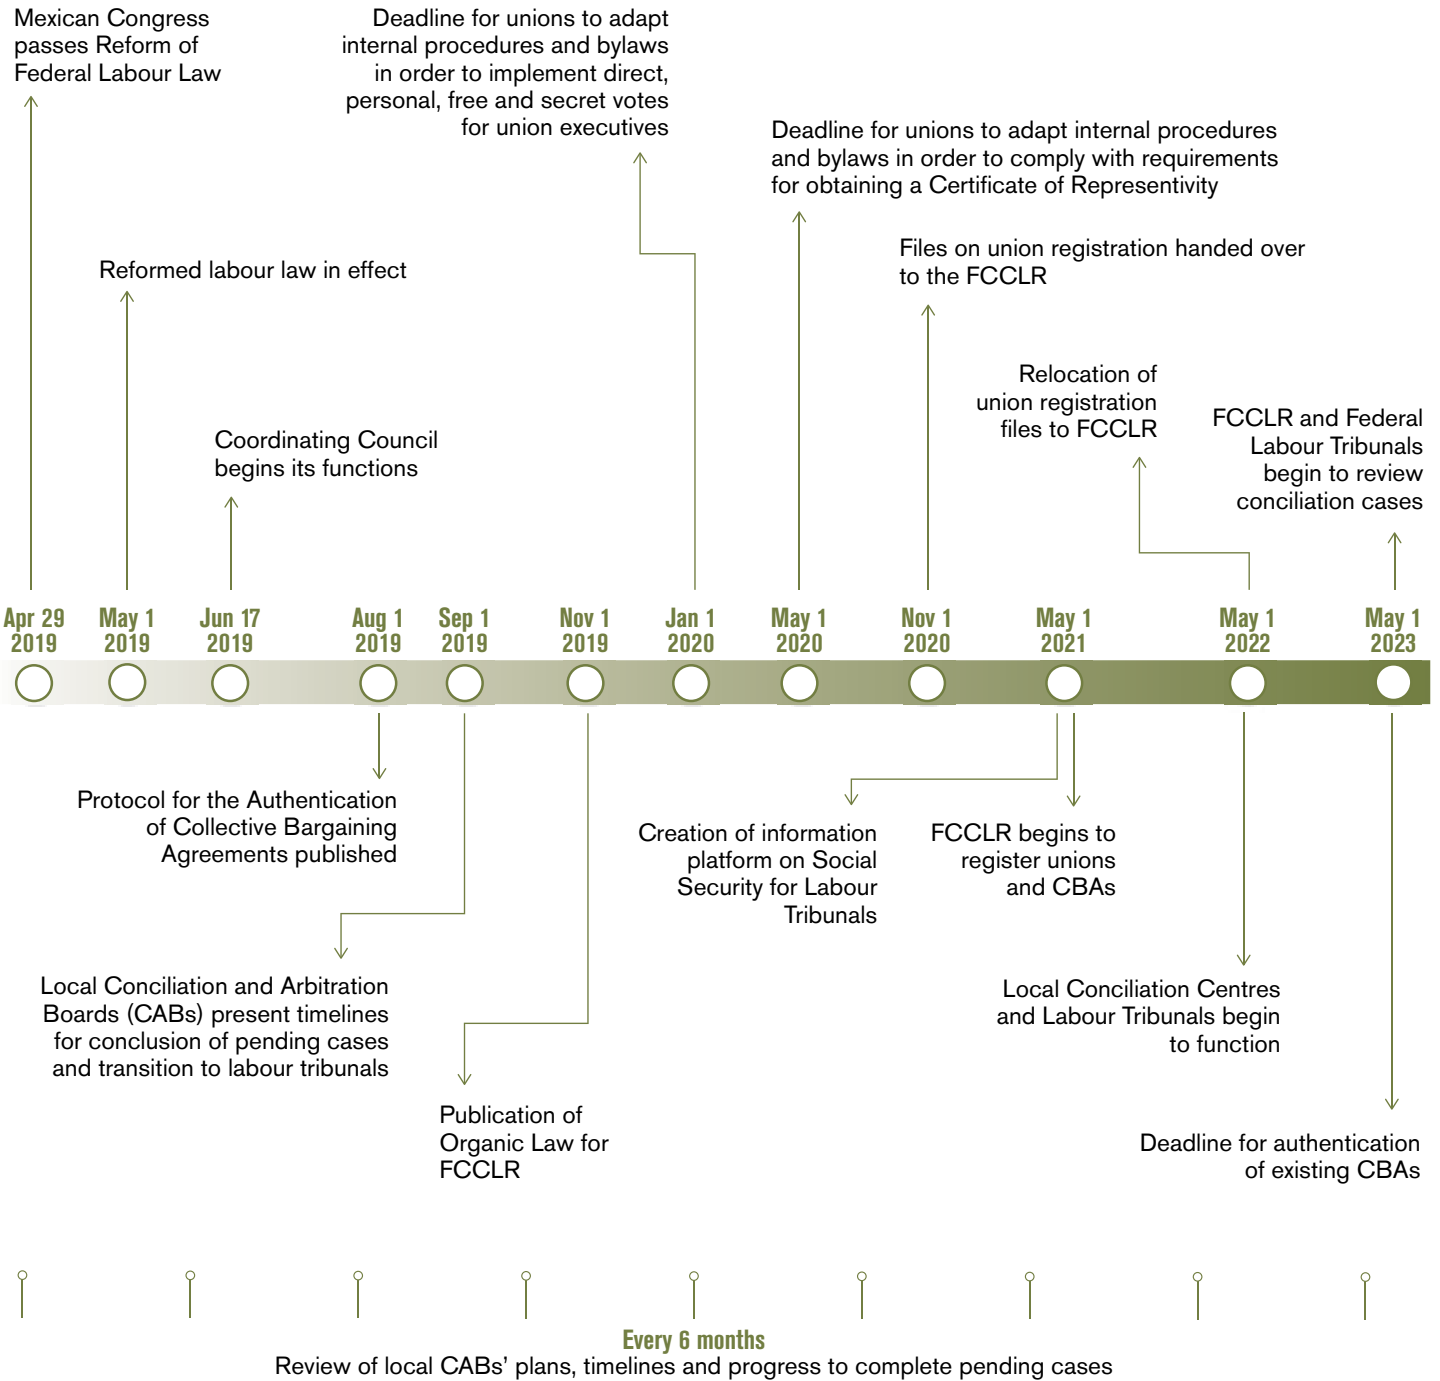 Mexican Congress
passes Reform of
Federal Labour Law
Deadline for unions to adapt
internal procedures and bylaws
in order to implement direct,
personal, free and secret votes
for union executives
Deadline for unions to adapt internal procedures
and bylaws in order to comply with requirements
for obtaining a Certificate of Representivity
Reformed labour law in effect
Files on union registration handed over
to the FCCLR
Relocation of
union registration
files to FCCLR
FCCLR and Federal
Labour Tribunals
begin to review
conciliation cases
Coordinating Council
begins its functions
Apr 29
2019
May 1
2019
Jun 17
2019
Aug 1
2019
Sep 1
2019
Nov 1
2019
Jan 1
2020
May 1
2020
Nov 1
2020
May 1
2021
May 1
2022
May 1
2023
Protocol for the Authentication
of Collective Bargaining
Agreements published
Creation of information
platform on Social
Security for Labour
Tribunals
FCCLR begins to
register unions
and CBAs
Local Conciliation and Arbitration
Boards (CABs) present timelines
for conclusion of pending cases
and transition to labour tribunals
Local Conciliation Centres
and Labour Tribunals begin
to function
Publication of
Organic Law for
FCCLR
Deadline for authentication
of existing CBAs
Every 6 months
Review of local CABs’ plans, timelines and progress to complete pending cases